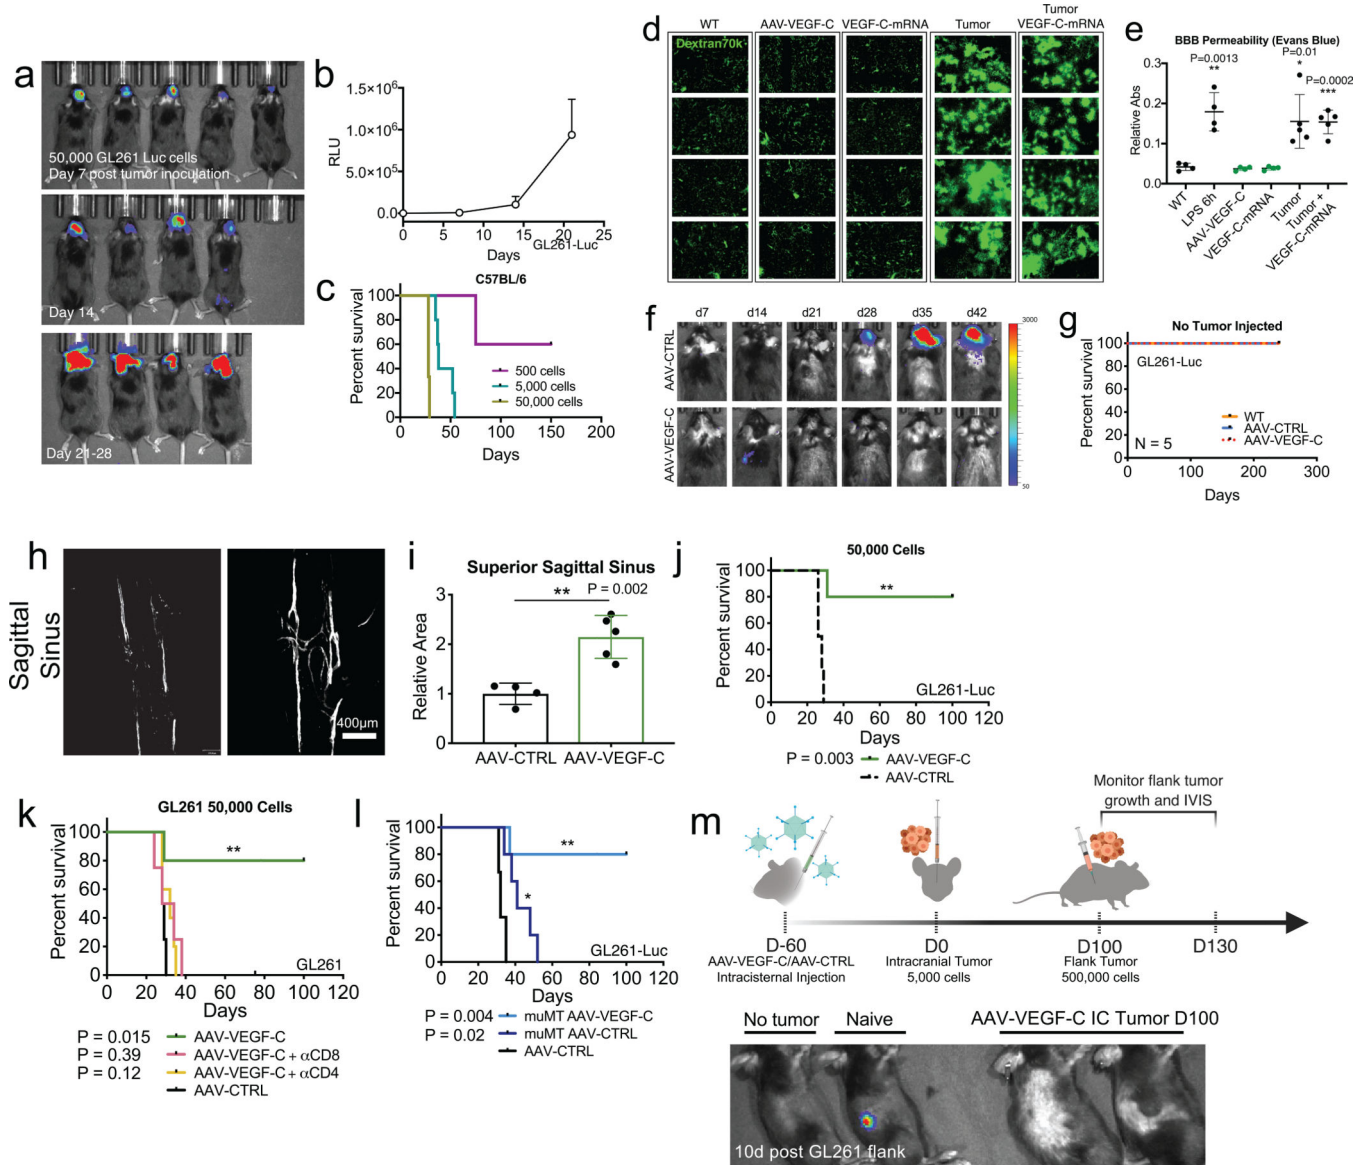 a
50,000 GL261 Luc cells
Day 7 post tumor inoculation
Day 14
Day 21-28
b
RLU
1.5×10⁶
1.0×10⁶
5.0×10⁵
0.0
0 5 10 15 20 25
GL261-Luc
Days
c
C57BL/6
Percent survival
100
80
60
40
20
0
500 cells
5,000 cells
50,000 cells
0 50 100 150 200
Days
d
WT
AAV-VEGF-C
VEGF-C-mRNA
Tumor
Tumor
VEGF-C-mRNA
Dextran70k
e
BBB Permeability (Evans Blue)
P=0.0013
**
P=0.01
*
P=0.0002
***
Relative Abs
0.3
0.2
0.1
0.0
WT
LPS 6h
AAV-VEGF-C
VEGF-C-mRNA
Tumor
Tumor +
VEGF-C-mRNA
f
d7 d14 d21 d28 d35 d42
AAV-CTRL
AAV-VEGF-C
3000
50
g
No Tumor Injected
Percent survival
100
80
60
40
20
0
GL261-Luc
WT
AAV-CTRL
AAV-VEGF-C
N = 5
0 100 200 300
Days
h
Sagittal
Sinus
400μm
i
Superior Sagittal Sinus
** P = 0.002
Relative Area
3
2
1
0
AAV-CTRL AAV-VEGF-C
j
50,000 Cells
Percent survival
100
80
60
40
20
0
**
GL261-Luc
0 20 40 60 80 100 120
Days
P = 0.003 AAV-VEGF-C
AAV-CTRL
k
GL261 50,000 Cells
Percent survival
100
80
60
40
20
0
**
GL261
0 20 40 60 80 100 120
Days
P = 0.015 AAV-VEGF-C
P = 0.39 AAV-VEGF-C + αCD8
P = 0.12 AAV-VEGF-C + αCD4
AAV-CTRL
l
Percent survival
100
80
60
40
20
0
**
*
GL261-Luc
0 20 40 60 80 100 120
Days
P = 0.004 muMT AAV-VEGF-C
P = 0.02 muMT AAV-CTRL
AAV-CTRL
m
Monitor flank tumor
growth and IVIS
D-60 D0 D100 D130
AAV-VEGF-C/AAV-CTRL
Intracisternal Injection
Intracranial Tumor
5,000 cells
Flank Tumor
500,000 cells
No tumor Naive AAV-VEGF-C IC Tumor D100
10d post GL261 flank